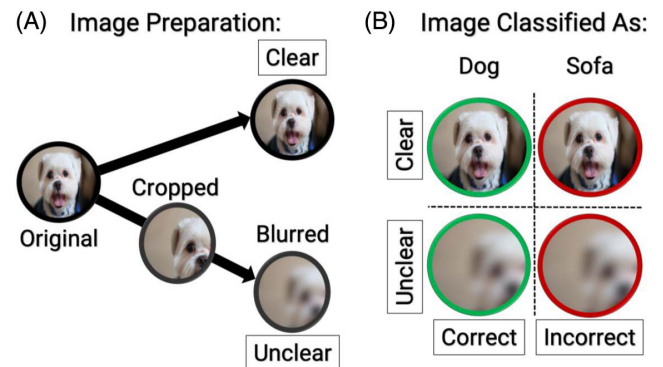 (A) Image Preparation:
Clear
Original
Cropped
Blurred
Unclear
(B) Image Classified As:
Dog Sofa
Clear
Unclear
Correct Incorrect